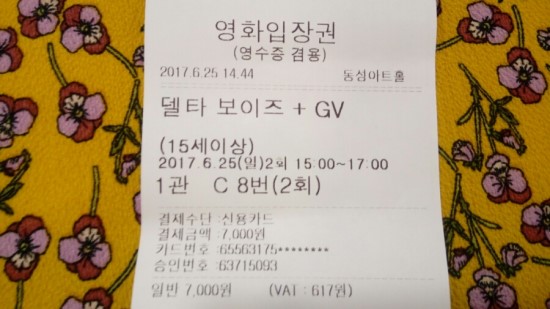 영화입장권
(영수증 겸용)
2017.6.25 14.44 동성아트홀
델타 보이즈 + GV
(15세이상)
2017.6.25(일)2회 15:00~17:00
1관 C 8번(2회)
결제수단 :신용카드
결제금액 :7,000원
카드번호 :65563175********
승인번호 :63715093
일반 7,000원 (VAT : 617원)